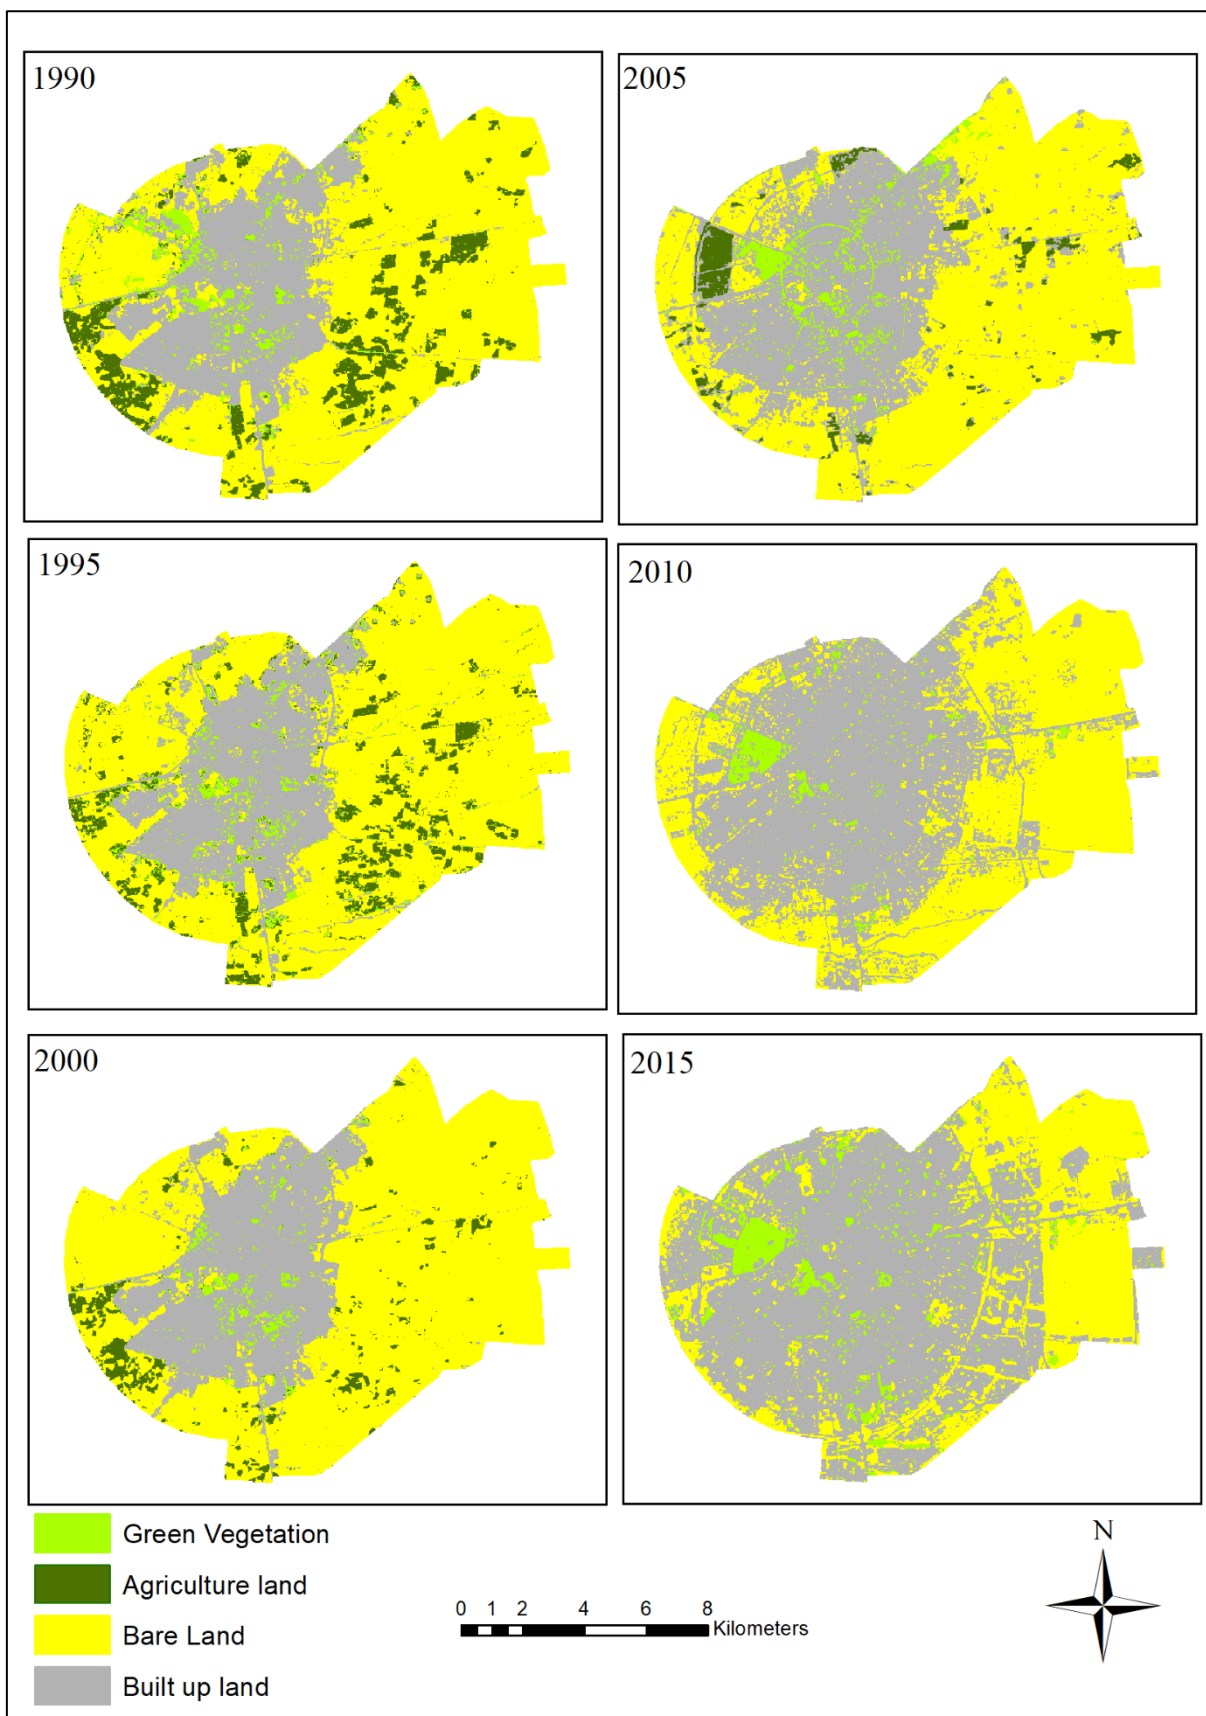 1990
2005
1995
2010
2000
2015
Green Vegetation
Agriculture land
Bare Land
Built up land
0 1 2 4 6 8
Kilometers
N